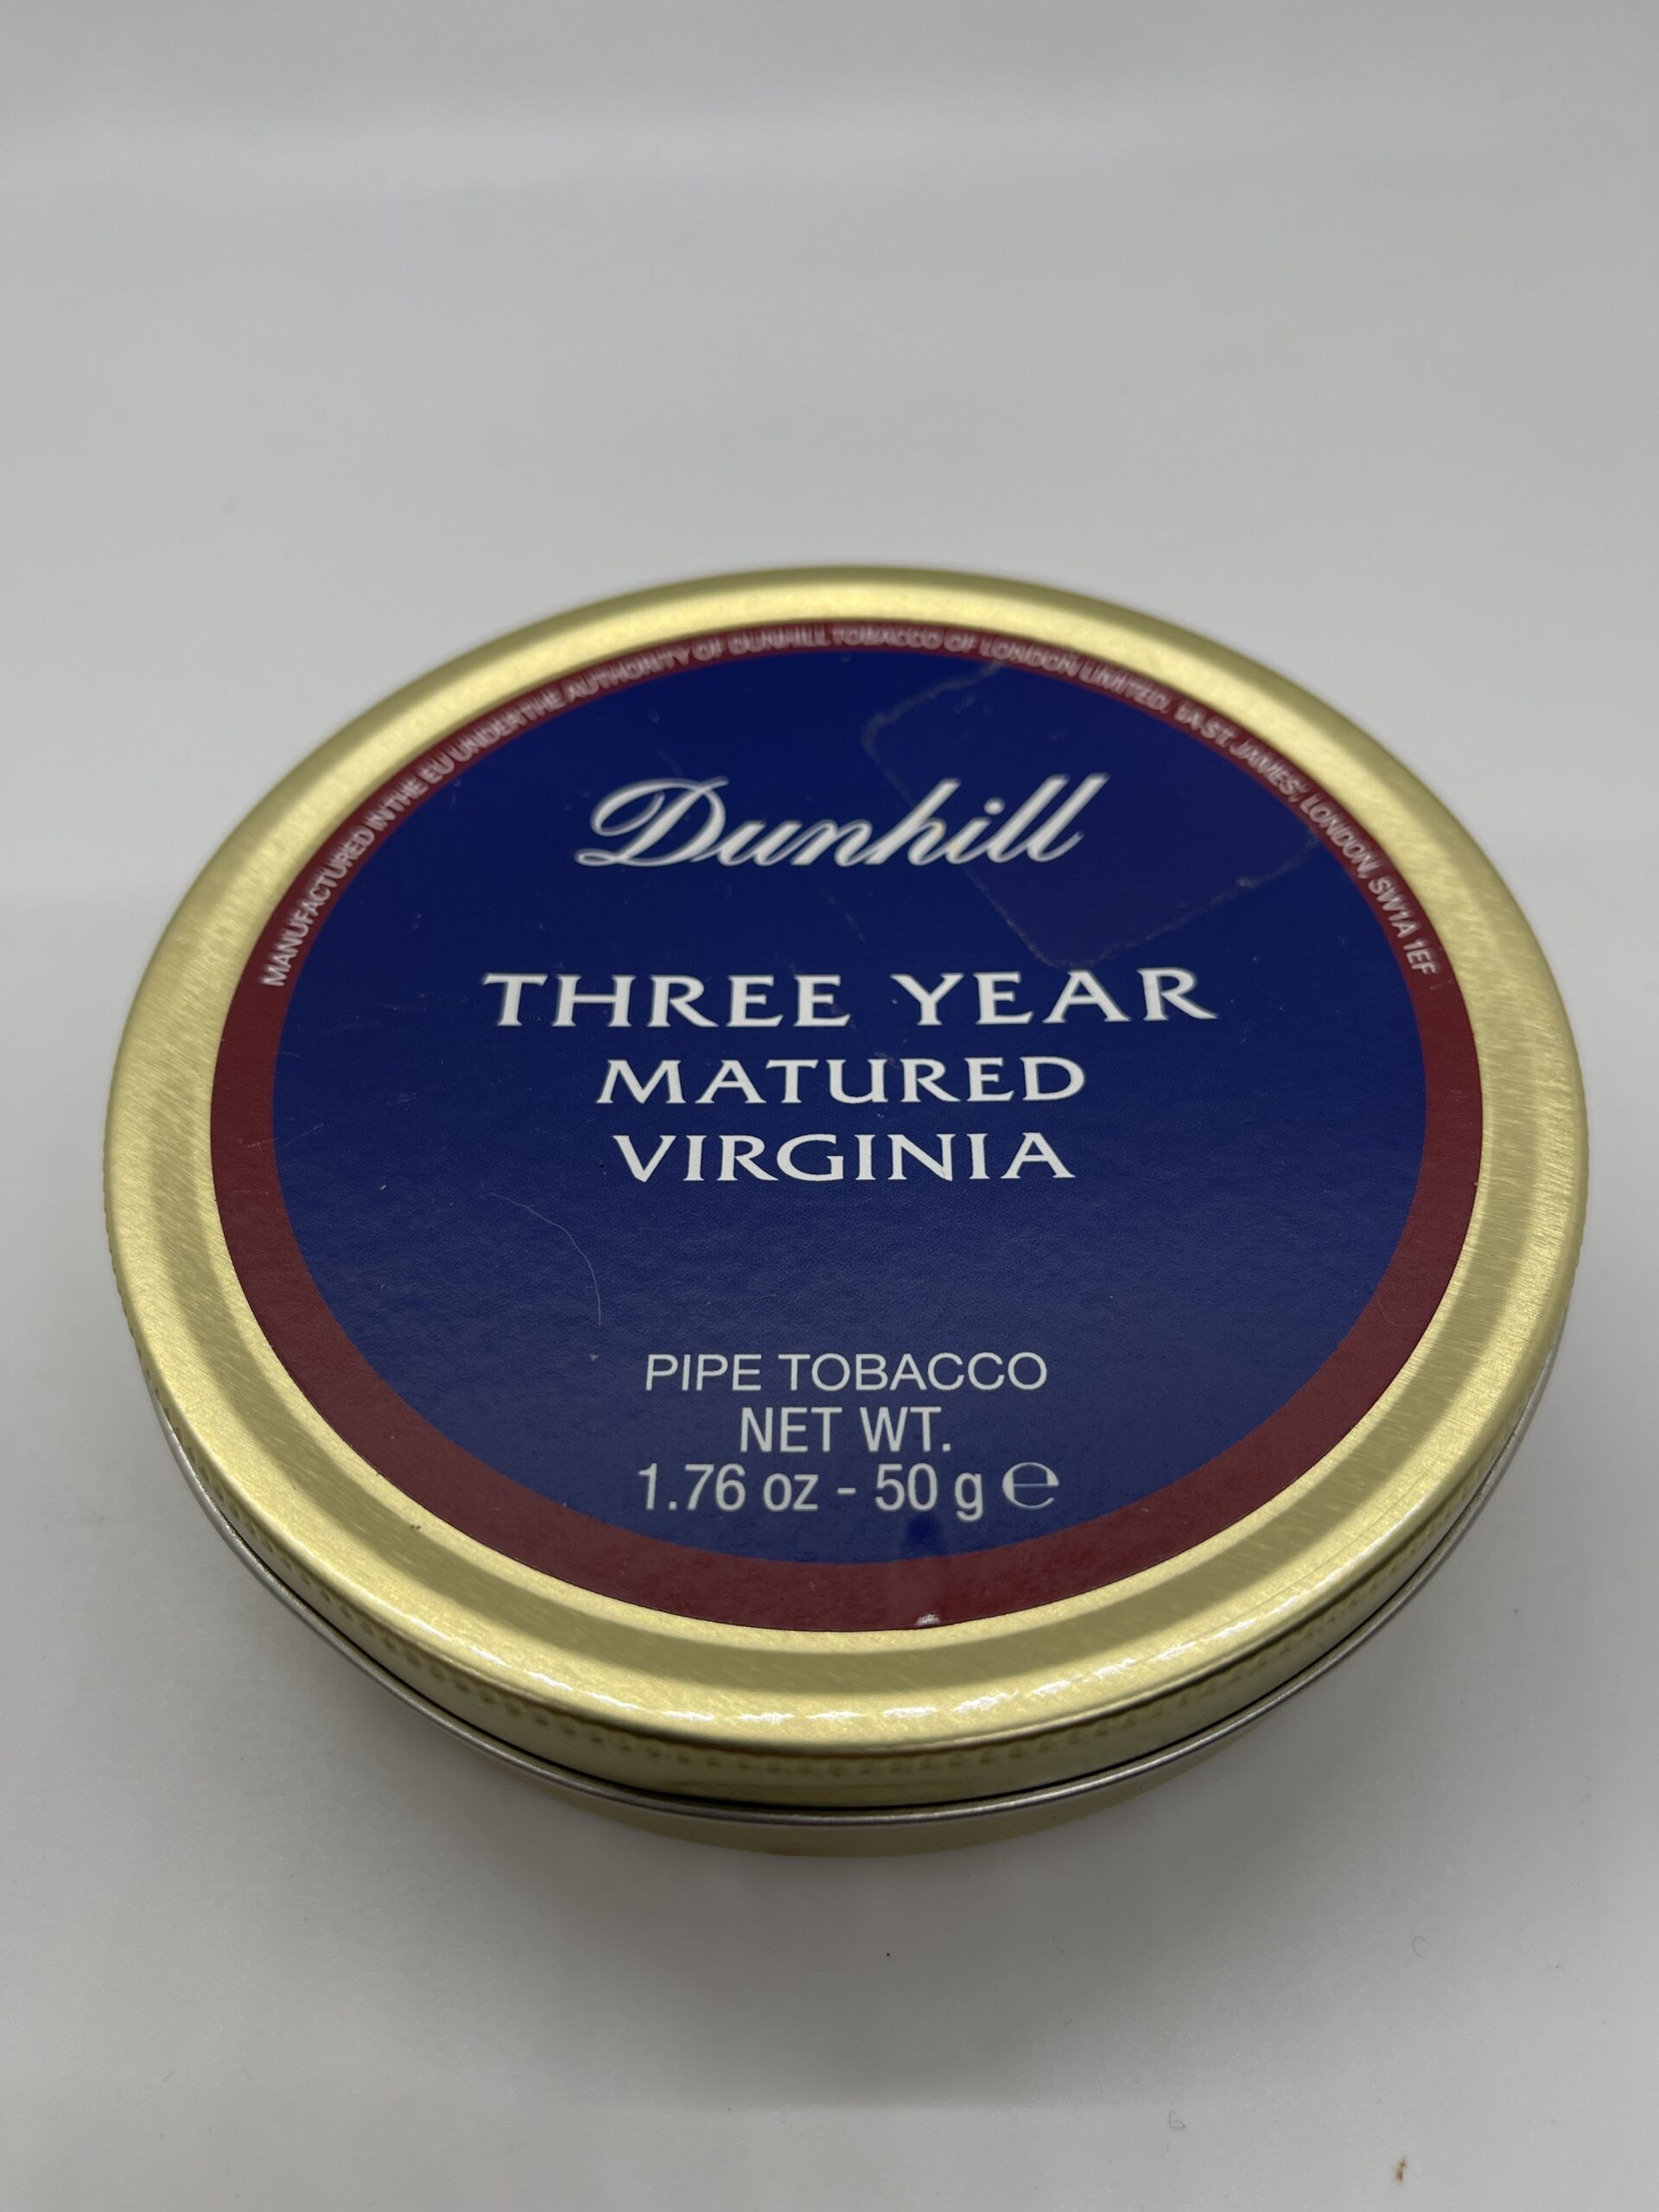 MANUFACTURED IN THE EU UNDER THE AUTHORITY OF DUNHILL TOBACCO OF LONDON LIMITED, 1A ST. JAMES', LONDON, SW1A 1EF
Dunhill
THREE YEAR
MATURED
VIRGINIA
PIPE TOBACCO
NET WT.
1.76 oz - 50 g ℮